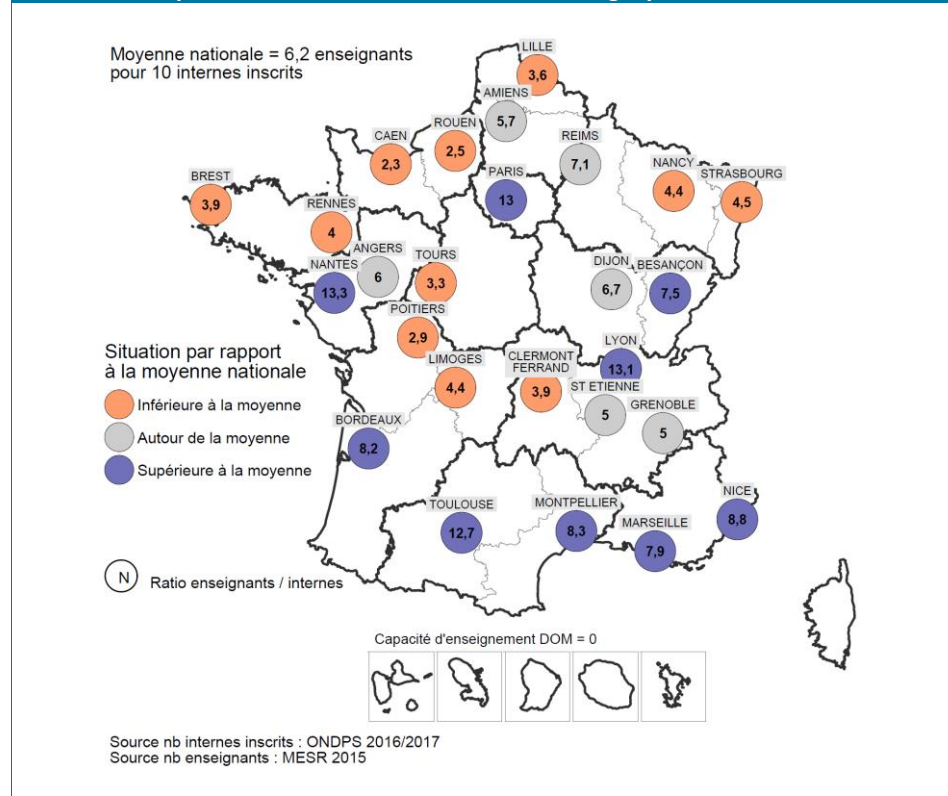 Moyenne nationale = 6,2 enseignants
pour 10 internes inscrits
LILLE
3,6
AMIENS
5,7
ROUEN
2,5
CAEN
2,3
REIMS
7,1
PARIS
13
NANCY
4,4
STRASBOURG
4,5
BREST
3,9
RENNES
4
ANGERS
6
NANTES
13,3
TOURS
3,3
DIJON
6,7
BESANÇON
7,5
POITIERS
2,9
LIMOGES
4,4
CLERMONT
FERRAND
3,9
LYON
13,1
ST ETIENNE
5
GRENOBLE
5
Situation par rapport
à la moyenne nationale
Inférieure à la moyenne
Autour de la moyenne
Supérieure à la moyenne
BORDEAUX
8,2
TOULOUSE
12,7
MONTPELLIER
8,3
MARSEILLE
7,9
NICE
8,8
N
Ratio enseignants / internes
Capacité d'enseignement DOM = 0
Source nb internes inscrits : ONDPS 2016/2017
Source nb enseignants : MESR 2015